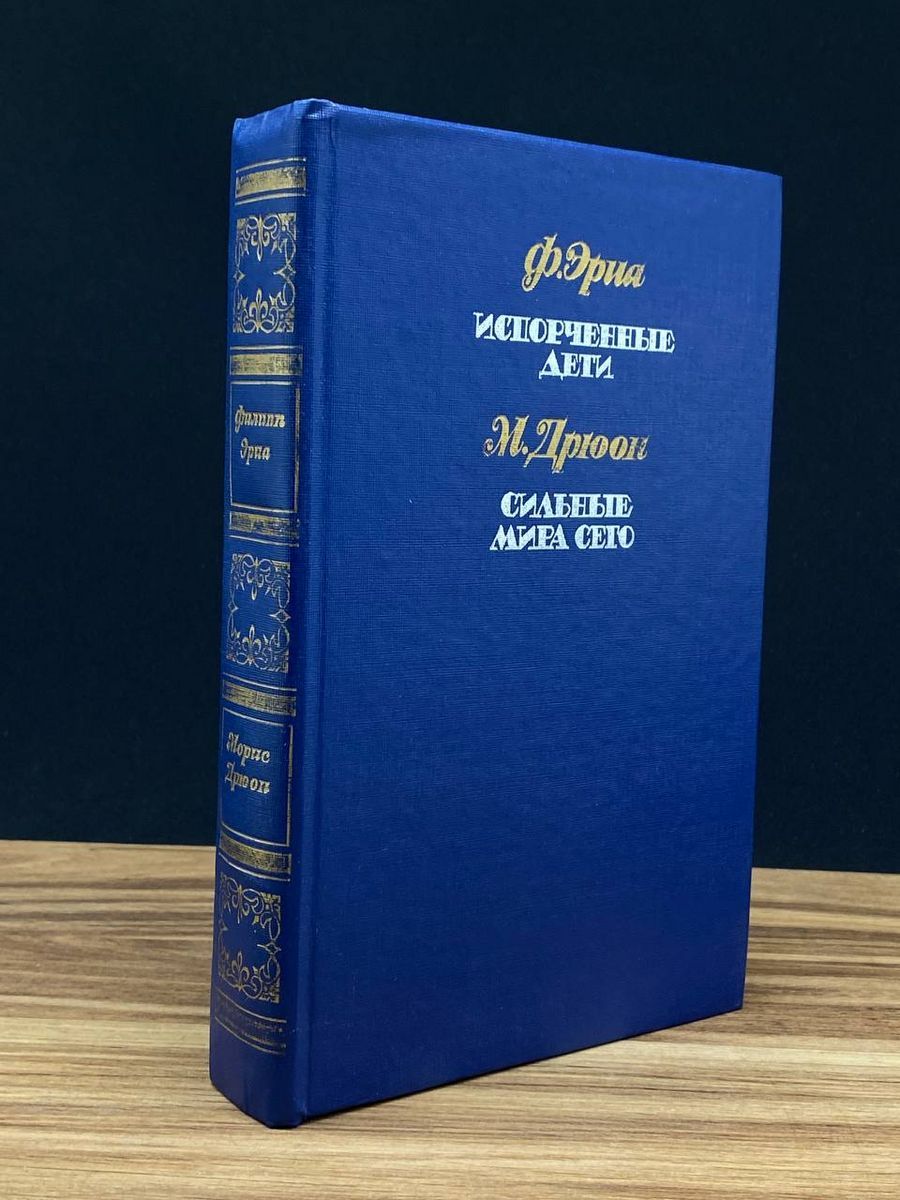 Филипп
Эриа
Морис
Дрюон
Ф. Эриа
ИСПОРЧЕННЫЕ
ДЕТИ
М. Дрюон
СИЛЬНЫЕ
МИРА СЕГО